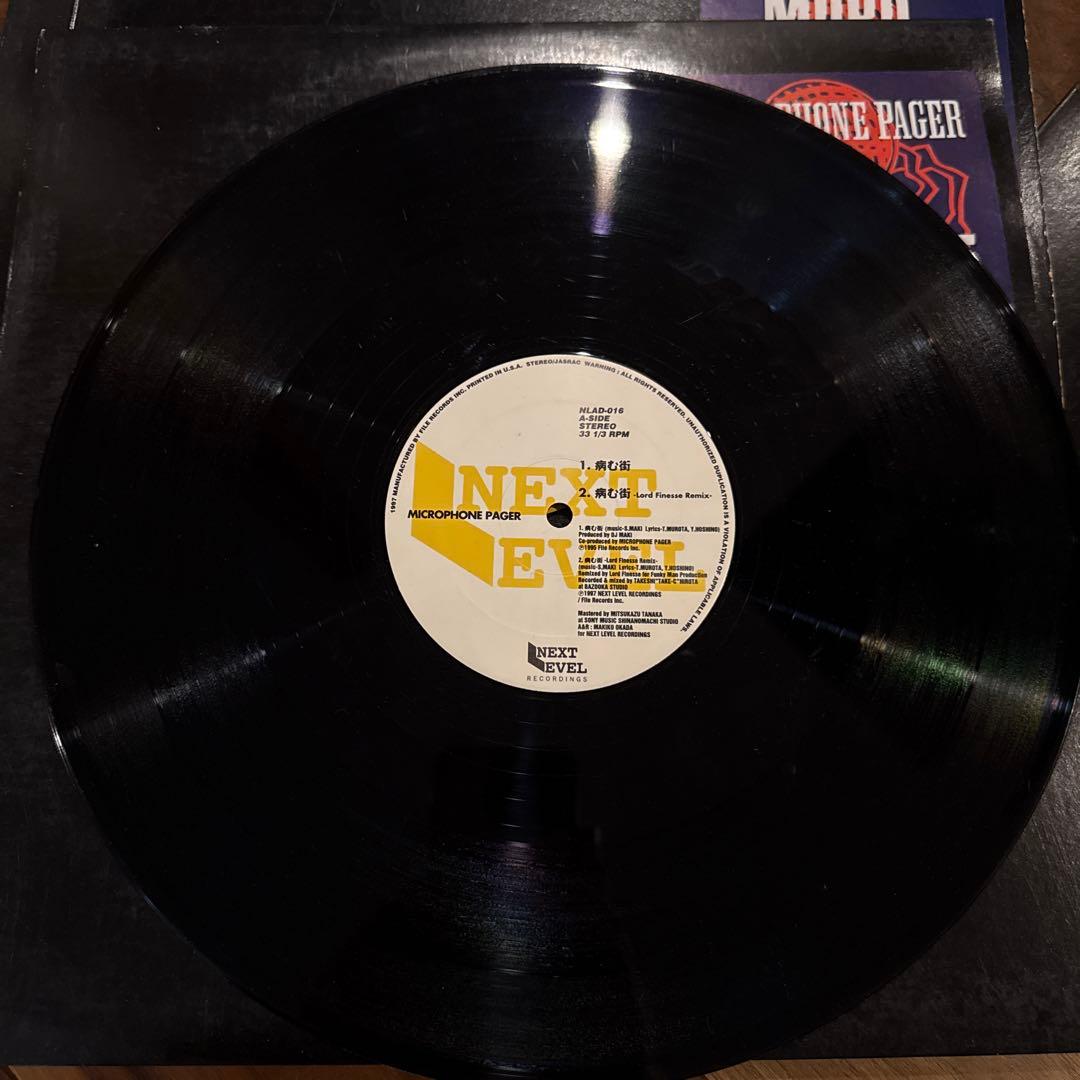 PHONE PAGER
1997 MANUFACTURED BY FILE RECORDS INC. PRINTED IN U.S.A. STEREO/JASRAC WARNING : ALL RIGHTS RESERVED. UNAUTHORIZED DUPLICATION IS A VIOLATION OF APPLICABLE LAWS.
NLAD-016
A-SIDE
STEREO
33 1/3 RPM
1. 病む街
2. 病む街 -Lord Finesse Remix-
NEXT
LEVEL
MICROPHONE PAGER
1. 病む街 (music-S.MAKI Lyrics-T.MUROTA, Y.HOSHINO)
Produced by DJ MAKI
Co-produced by MICROPHONE PAGER
Ⓟ1995 File Records Inc.
2. 病む街 -Lord Finesse Remix-
(music-S.MAKI Lyrics-T.MUROTA, Y.HOSHINO)
Remixed by Lord Finesse for Funky Man Production
Recorded & mixed by TAKESHI"TAKE-C"HIROTA
at BAZOOKA STUDIO
Ⓟ1997 NEXT LEVEL RECORDINGS
/ File Records Inc.
Mastered by MITSUKAZU TANAKA
at SONY MUSIC SHINANOMACHI STUDIO
A&R : MAKIKO OKADA
for NEXT LEVEL RECORDINGS
NEXT
LEVEL
RECORDINGS